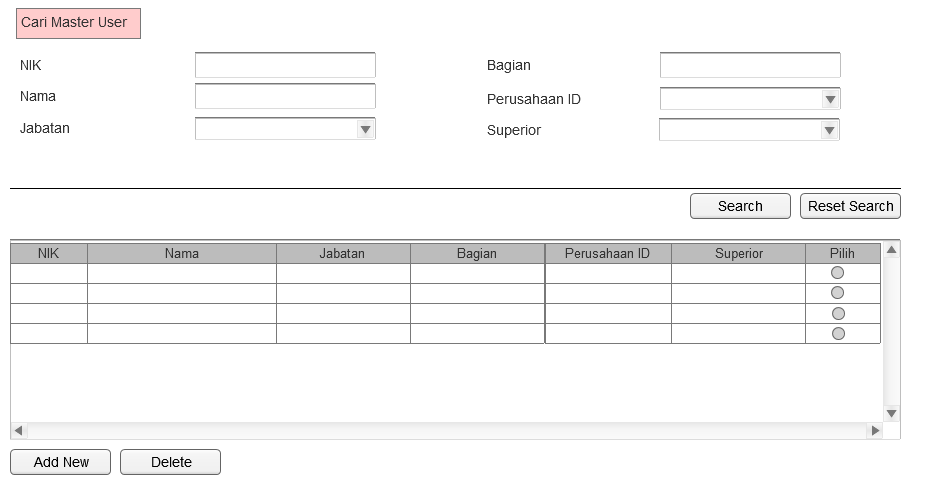 Cari Master User
NIK
Bagian
Nama
Perusahaan ID
Jabatan
Superior
Search Reset Search
NIK Nama Jabatan Bagian Perusahaan ID Superior Pilih
Add New Delete